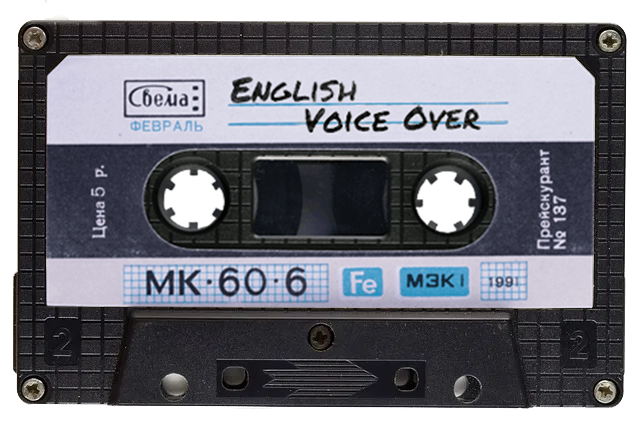 Свема
ФЕВРАЛЬ
ENGLISH
VOICE OVER
Цена 5 р.
Прейскурант
№ 137
МК·60·6
Fe
МЭК I
1991
2
2